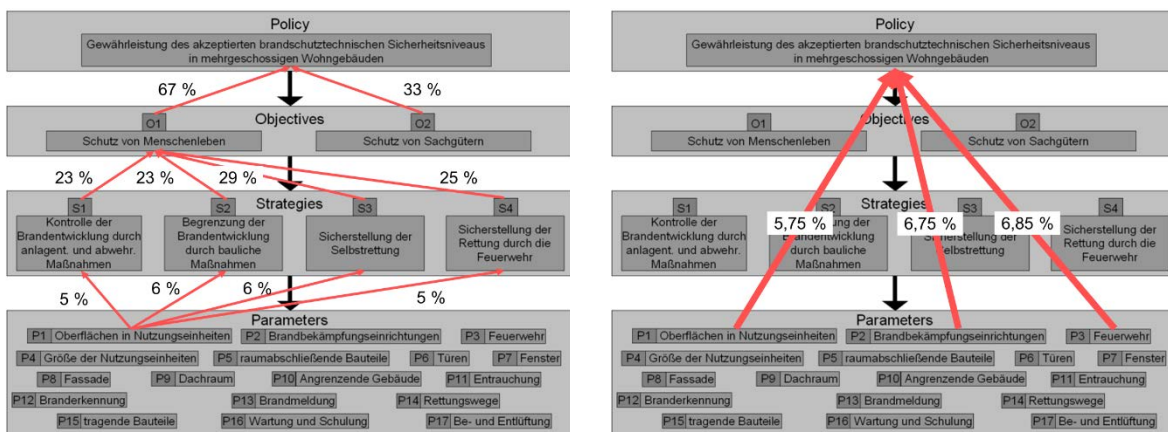 Policy
Gewährleistung des akzeptierten brandschutztechnischen Sicherheitsniveaus
in mehrgeschossigen Wohngebäuden
67 %
33 %
Objectives
O1
O2
Schutz von Menschenleben
Schutz von Sachgütern
23 %
23 %
29 %
25 %
Strategies
S1
S2
S3
S4
Kontrolle der
Brandentwicklung durch
anlagent. und abwehr.
Maßnahmen
Begrenzung der
Brandentwicklung
durch bauliche
Maßnahmen
Sicherstellung der
Selbstrettung
Sicherstellung der
Rettung durch die
Feuerwehr
5 %
6 %
6 %
5 %
Parameters
P1 Oberflächen in Nutzungseinheiten
P2 Brandbekämpfungseinrichtungen
P3 Feuerwehr
P4 Größe der Nutzungseinheiten
P5 raumabschließende Bauteile
P6 Türen
P7 Fenster
P8 Fassade
P9 Dachraum
P10 Angrenzende Gebäude
P11 Entrauchung
P12 Branderkennung
P13 Brandmeldung
P14 Rettungswege
P15 tragende Bauteile
P16 Wartung und Schulung
P17 Be- und Entlüftung
Policy
Gewährleistung des akzeptierten brandschutztechnischen Sicherheitsniveaus
in mehrgeschossigen Wohngebäuden
Objectives
O1
O2
Schutz von Menschenleben
Schutz von Sachgütern
Strategies
S1
S2
S3
S4
Kontrolle der
Brandentwicklung durch
anlagent. und abwehr.
Maßnahmen
Begrenzung der
Brandentwicklung
durch bauliche
Maßnahmen
Sicherstellung der
Selbstrettung
Sicherstellung der
Rettung durch die
Feuerwehr
5,75 %
6,75 %
6,85 %
Parameters
P1 Oberflächen in Nutzungseinheiten
P2 Brandbekämpfungseinrichtungen
P3 Feuerwehr
P4 Größe der Nutzungseinheiten
P5 raumabschließende Bauteile
P6 Türen
P7 Fenster
P8 Fassade
P9 Dachraum
P10 Angrenzende Gebäude
P11 Entrauchung
P12 Branderkennung
P13 Brandmeldung
P14 Rettungswege
P15 tragende Bauteile
P16 Wartung und Schulung
P17 Be- und Entlüftung